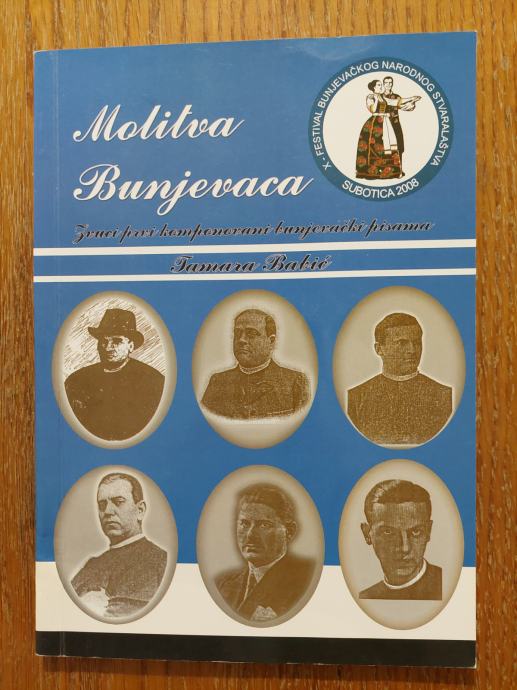 Molitva
Bunjevaca
X - FESTIVAL BUNJEVAČKOG NARODNOG STVARALAŠTVA
SUBOTICA 2008
Zvuci prvi komponovani bunjevački pisama
Tamara Babić